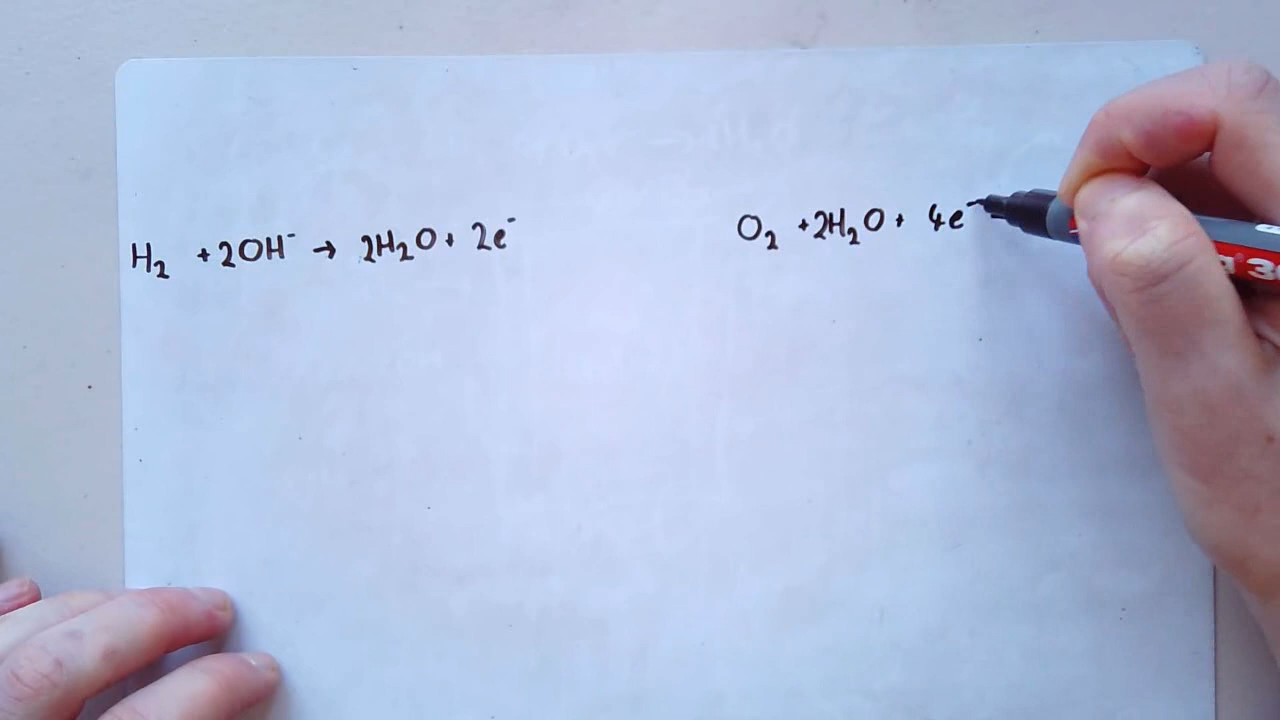 H₂ + 2OH⁻ → 2H₂O + 2e⁻
O₂ + 2H₂O + 4e⁻